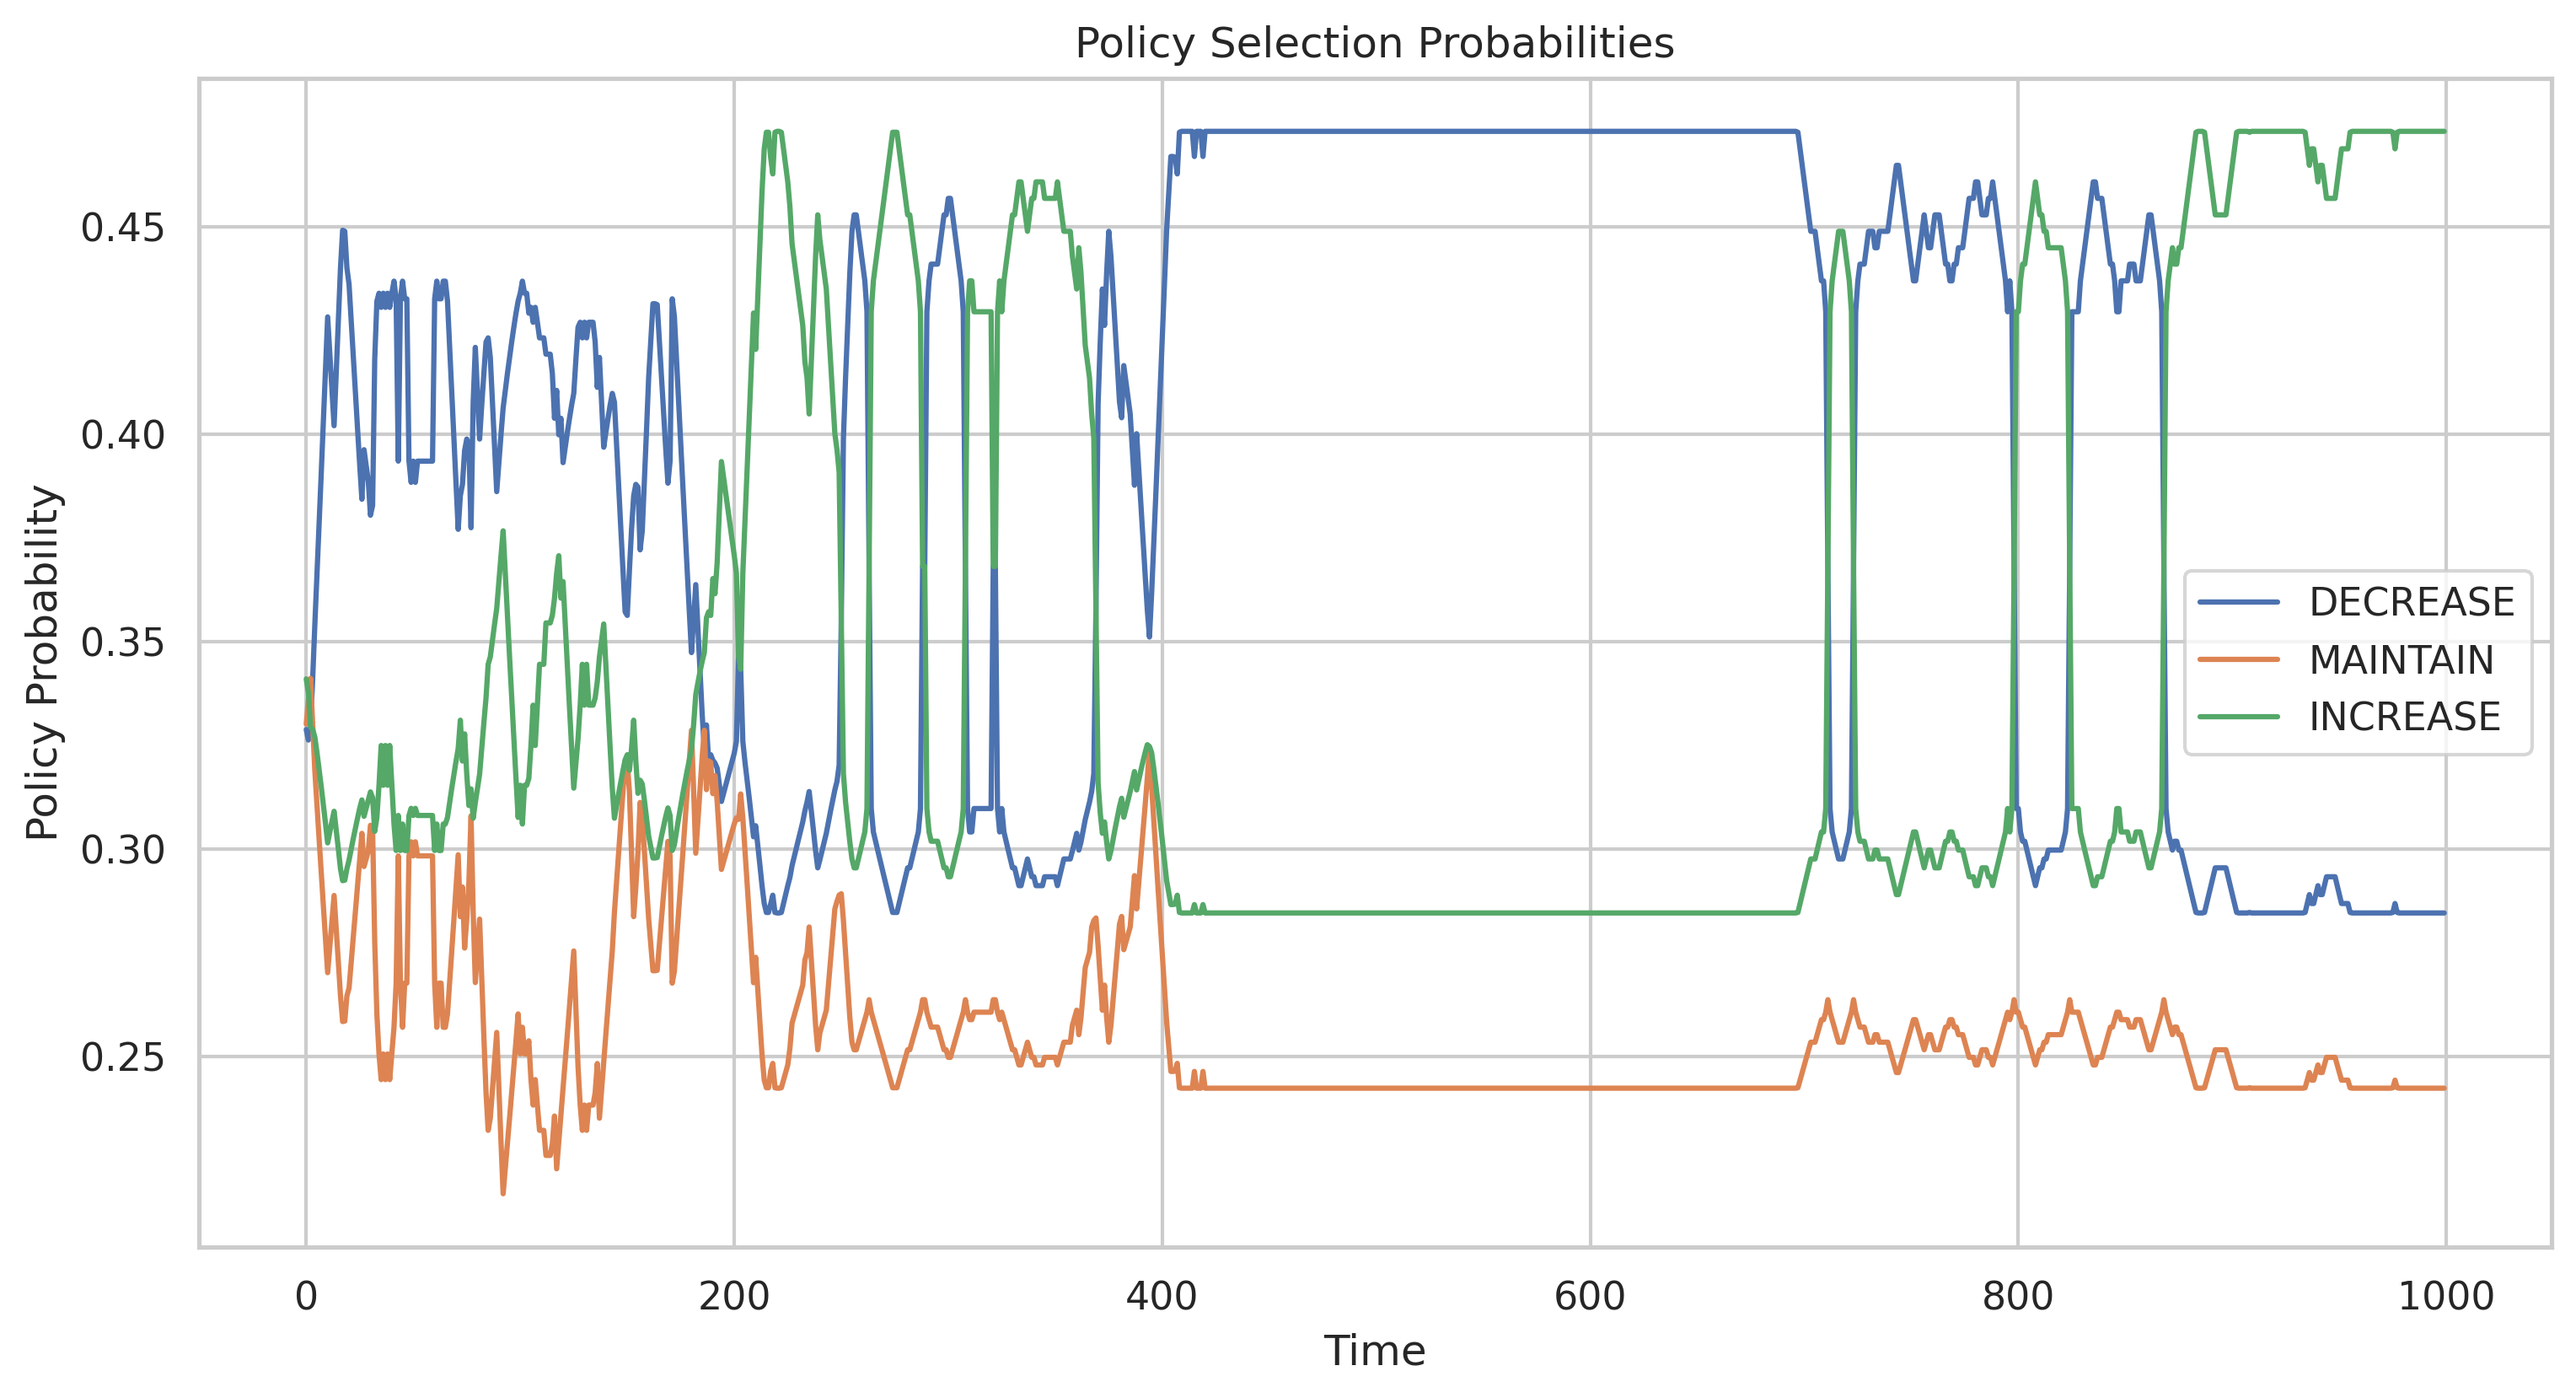 Policy Selection Probabilities
Policy Probability
0.45
0.40
0.35
0.30
0.25
DECREASE
MAINTAIN
INCREASE
0
200
400
600
800
1000
Time